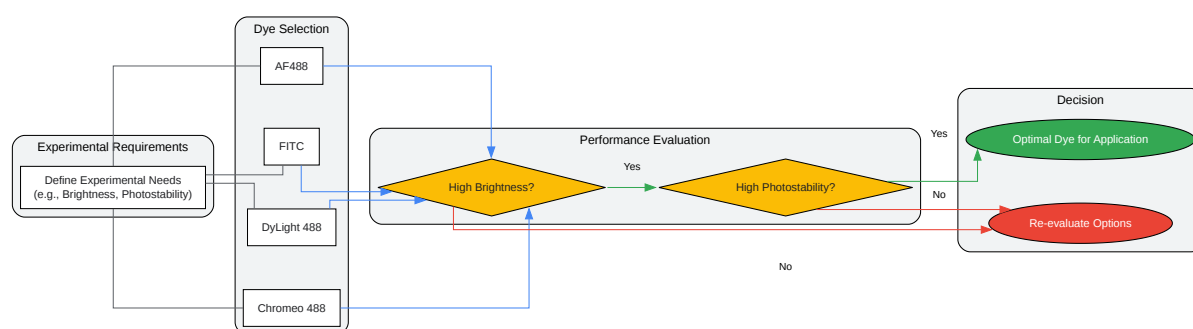 Dye Selection
AF488
FITC
DyLight 488
Chromeo 488
Experimental Requirements
Define Experimental Needs
(e.g., Brightness, Photostability)
Performance Evaluation
High Brightness?
Yes
High Photostability?
Yes
No
No
Decision
Optimal Dye for Application
Re-evaluate Options